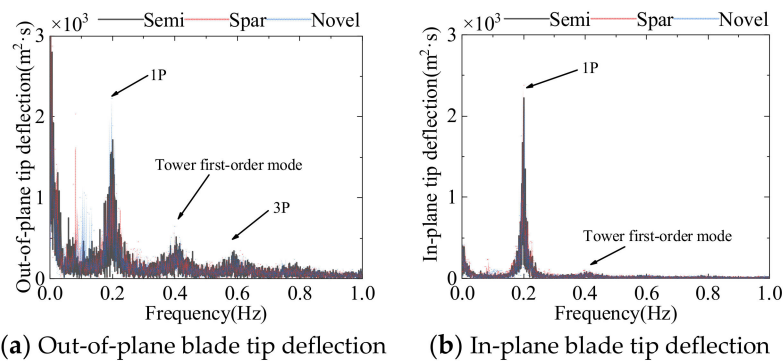 ×10³ Semi Spar Novel
3
2
1
0
Out-of-plane tip deflection(m²·s)
1P
Tower first-order mode
3P
0.0 0.2 0.4 0.6 0.8 1.0
Frequency(Hz)
(a) Out-of-plane blade tip deflection
×10³ Semi Spar Novel
3
2
1
0
In-plane tip deflection(m²·s)
1P
Tower first-order mode
0.0 0.2 0.4 0.6 0.8 1.0
Frequency(Hz)
(b) In-plane blade tip deflection